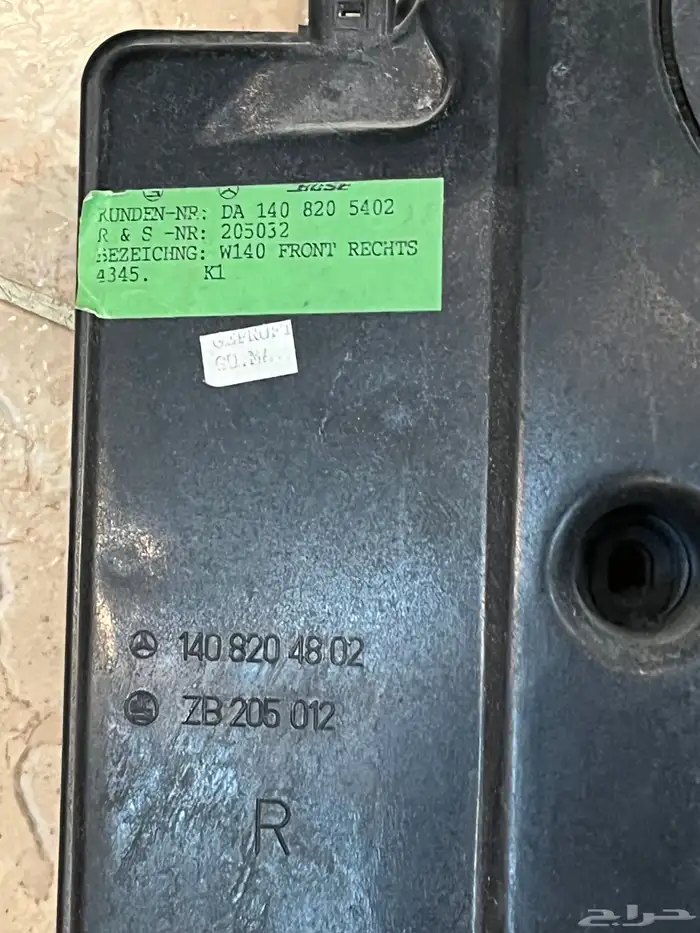 BOSE
KUNDEN-NR: DA 140 820 5402
R & S -NR: 205032
BEZEICHNG: W140 FRONT RECHTS
4345. K1
GEPRÜFT
140 820 48 02
ZB 205 012
R
حراج